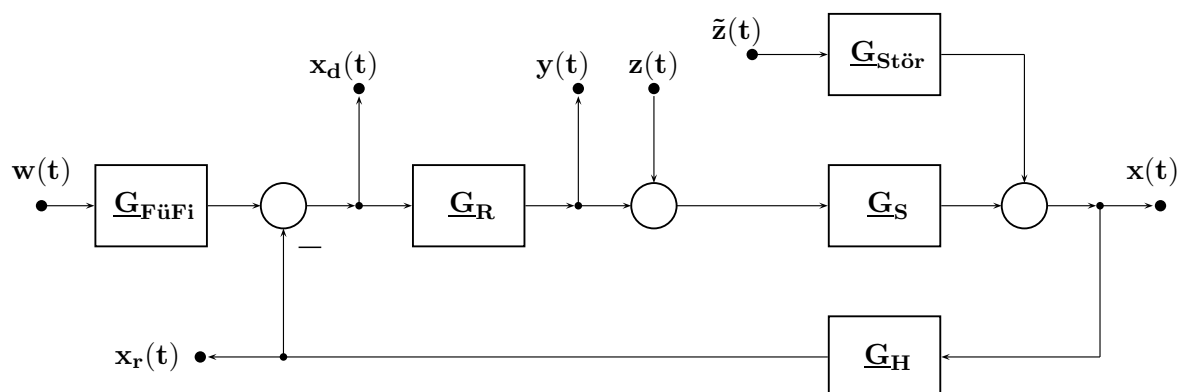 z̃(t)
G_Stör
x_d(t)
y(t)
z(t)
w(t)
G_FüFi
G_R
G_S
x(t)
−
x_r(t)
G_H